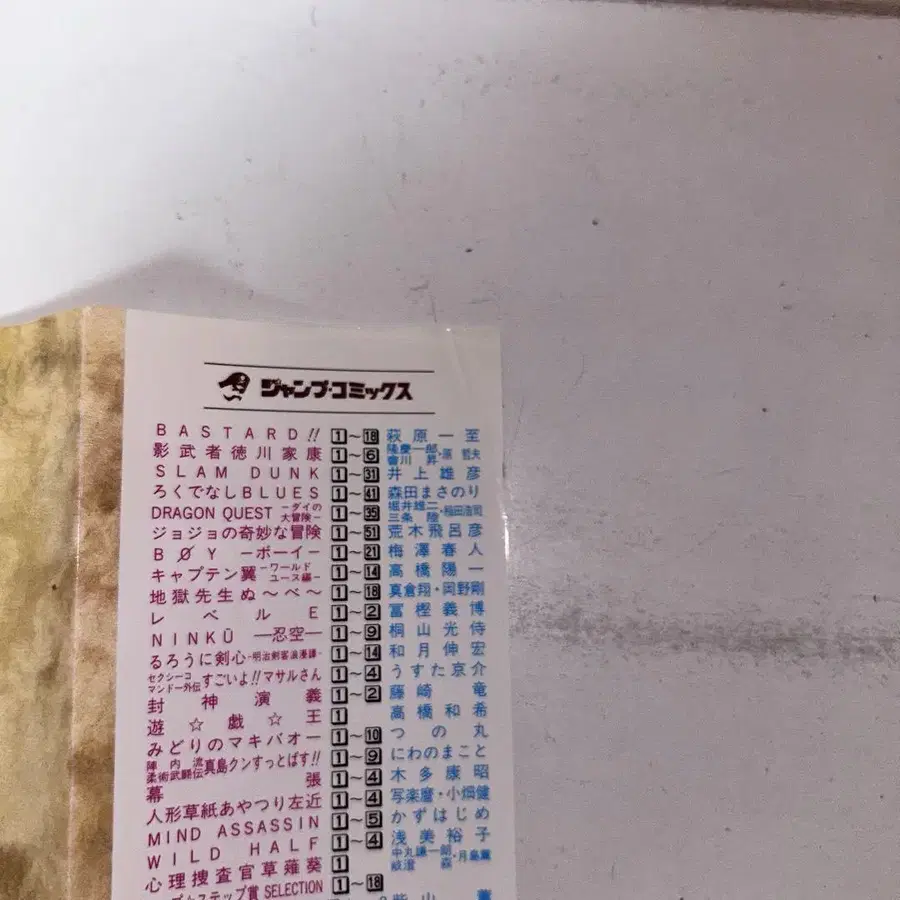 ジャンプ・コミックス
BASTARD!! 1～18 萩原一至
影武者徳川家康 1～6 隆慶一郎・會川昇・原哲夫
SLAM DUNK 1～31 井上雄彦
ろくでなしBLUES 1～41 森田まさのり
DRAGON QUEST －ダイの大冒険－ 1～35 堀井雄二・三条陸・稲田浩司
ジョジョの奇妙な冒険 1～51 荒木飛呂彦
BØY －ボーイ－ 1～21 梅澤春人
キャプテン翼 －ワールドユース編－ 1～14 高橋陽一
地獄先生ぬ～べ～ 1～18 真倉翔・岡野剛
レベルE 1～2 冨樫義博
NINKŪ ―忍空― 1～9 桐山光侍
るろうに剣心 -明治剣客浪漫譚- 1～14 和月伸宏
セクシーコマンドー外伝 すごいよ!!マサルさん 1～4 うすた京介
封神演義 1～2 藤崎竜
遊☆戯☆王 1 高橋和希
みどりのマキバオー 1～10 つの丸
陣内流柔術武闘伝 真島クンすっとばす!! 1～9 にわのまこと
幕張 1～4 木多康昭
人形草紙あやつり左近 1～4 写楽麿・小畑健
MIND ASSASSIN 1～5 かずはじめ
WILD HALF 1～4 浅美裕子
心理捜査官草薙葵 1 中丸謙一朗 月島薫
ステップ賞 SELECTION 1～18